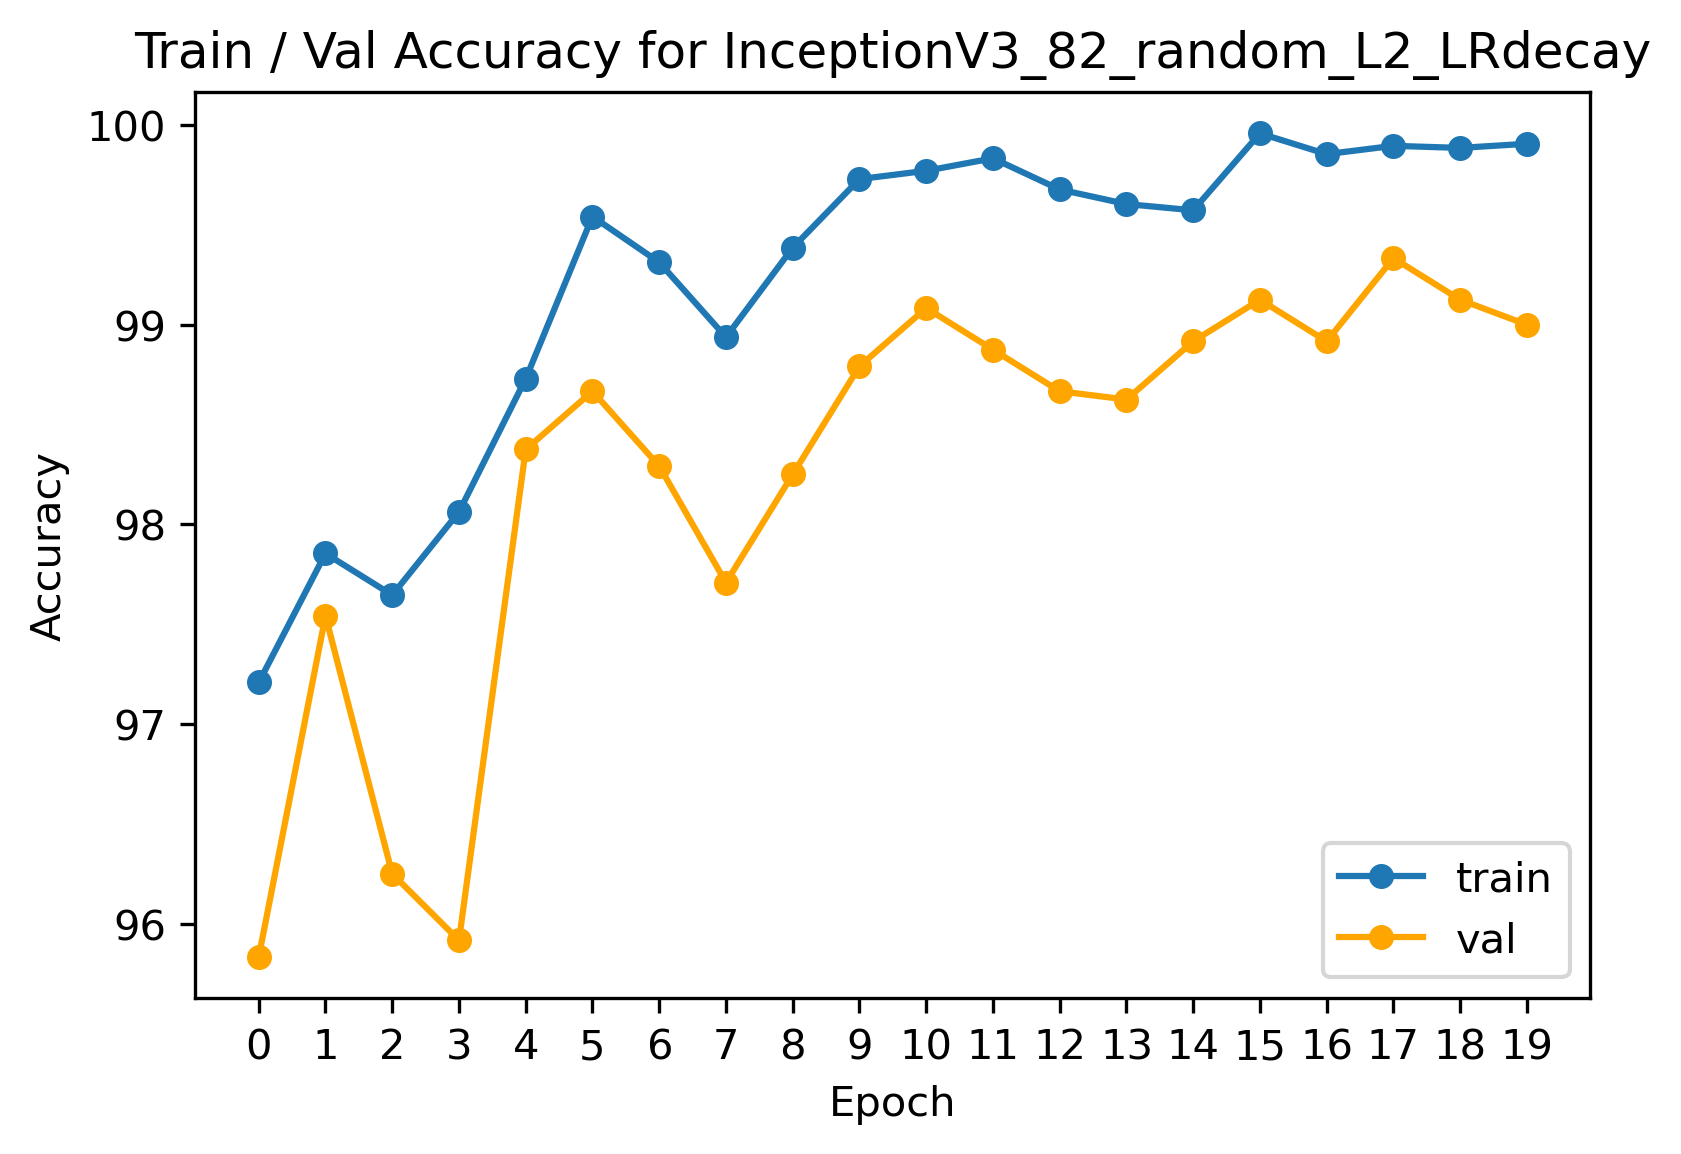 Train / Val Accuracy for InceptionV3_82_random_L2_LRdecay
100
99
98
97
96
Accuracy
train
val
0 1 2 3 4 5 6 7 8 9 10 11 12 13 14 15 16 17 18 19
Epoch